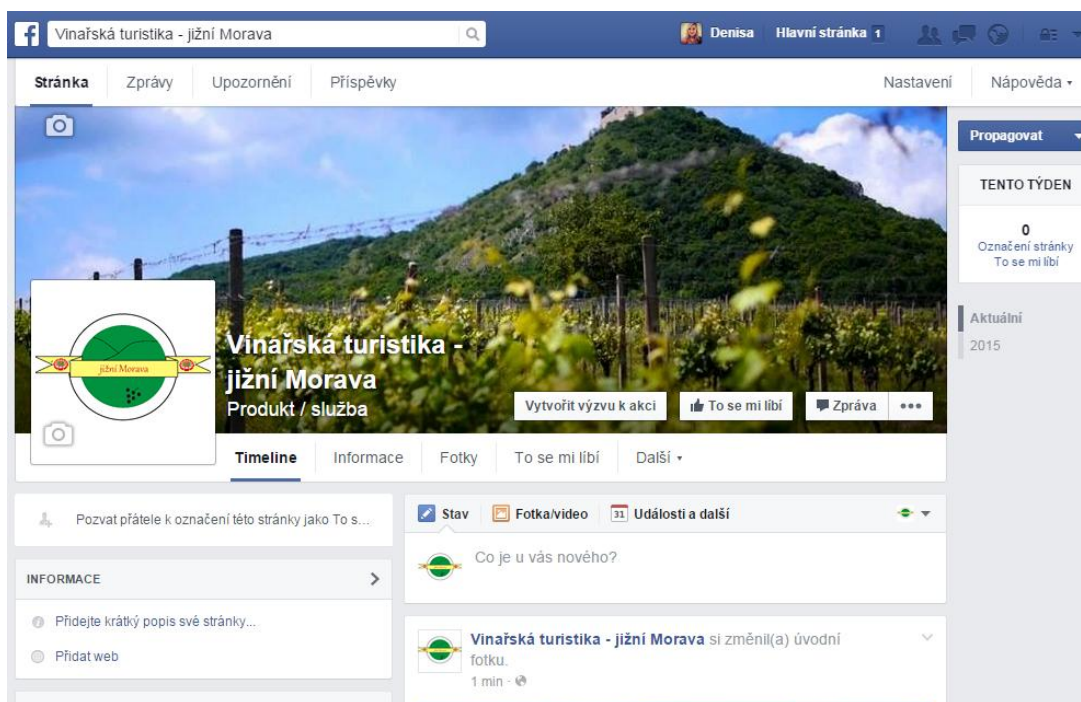 Vinařská turistika - jižní Morava
Denisa
Hlavní stránka 1
Stránka
Zprávy
Upozornění
Příspěvky
Nastavení
Nápověda
Propagovat
TENTO TÝDEN
0
Označení stránky
To se mi líbí
Aktuální
2015
jižní Morava
Vinařská turistika -
jižní Morava
Produkt / služba
Vytvořit výzvu k akci
To se mi líbí
Zpráva
Timeline
Informace
Fotky
To se mi líbí
Další
Pozvat přátele k označení této stránky jako To s...
INFORMACE
Přidejte krátký popis své stránky...
Přidat web
Stav
Fotka/video
31 Události a další
Co je u vás nového?
Vinařská turistika - jižní Morava si změnil(a) úvodní
fotku.
1 min ·